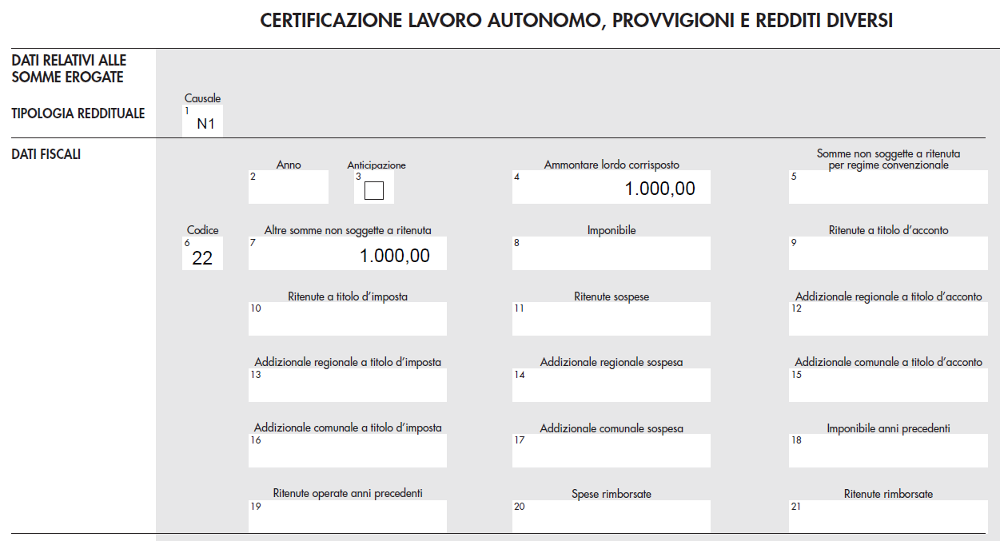 CERTIFICAZIONE LAVORO AUTONOMO, PROVVIGIONI E REDDITI DIVERSI
DATI RELATIVI ALLE
SOMME EROGATE
TIPOLOGIA REDDITUALE
Causale
1
N1
DATI FISCALI
Anno
2
Anticipazione
3
Ammontare lordo corrisposto
4
1.000,00
Somme non soggette a ritenuta
per regime convenzionale
5
Codice
6
22
Altre somme non soggette a ritenuta
7
1.000,00
Imponibile
8
Ritenute a titolo d'acconto
9
Ritenute a titolo d'imposta
10
Ritenute sospese
11
Addizionale regionale a titolo d'acconto
12
Addizionale regionale a titolo d'imposta
13
Addizionale regionale sospesa
14
Addizionale comunale a titolo d'acconto
15
Addizionale comunale a titolo d'imposta
16
Addizionale comunale sospesa
17
Imponibile anni precedenti
18
Ritenute operate anni precedenti
19
Spese rimborsate
20
Ritenute rimborsate
21